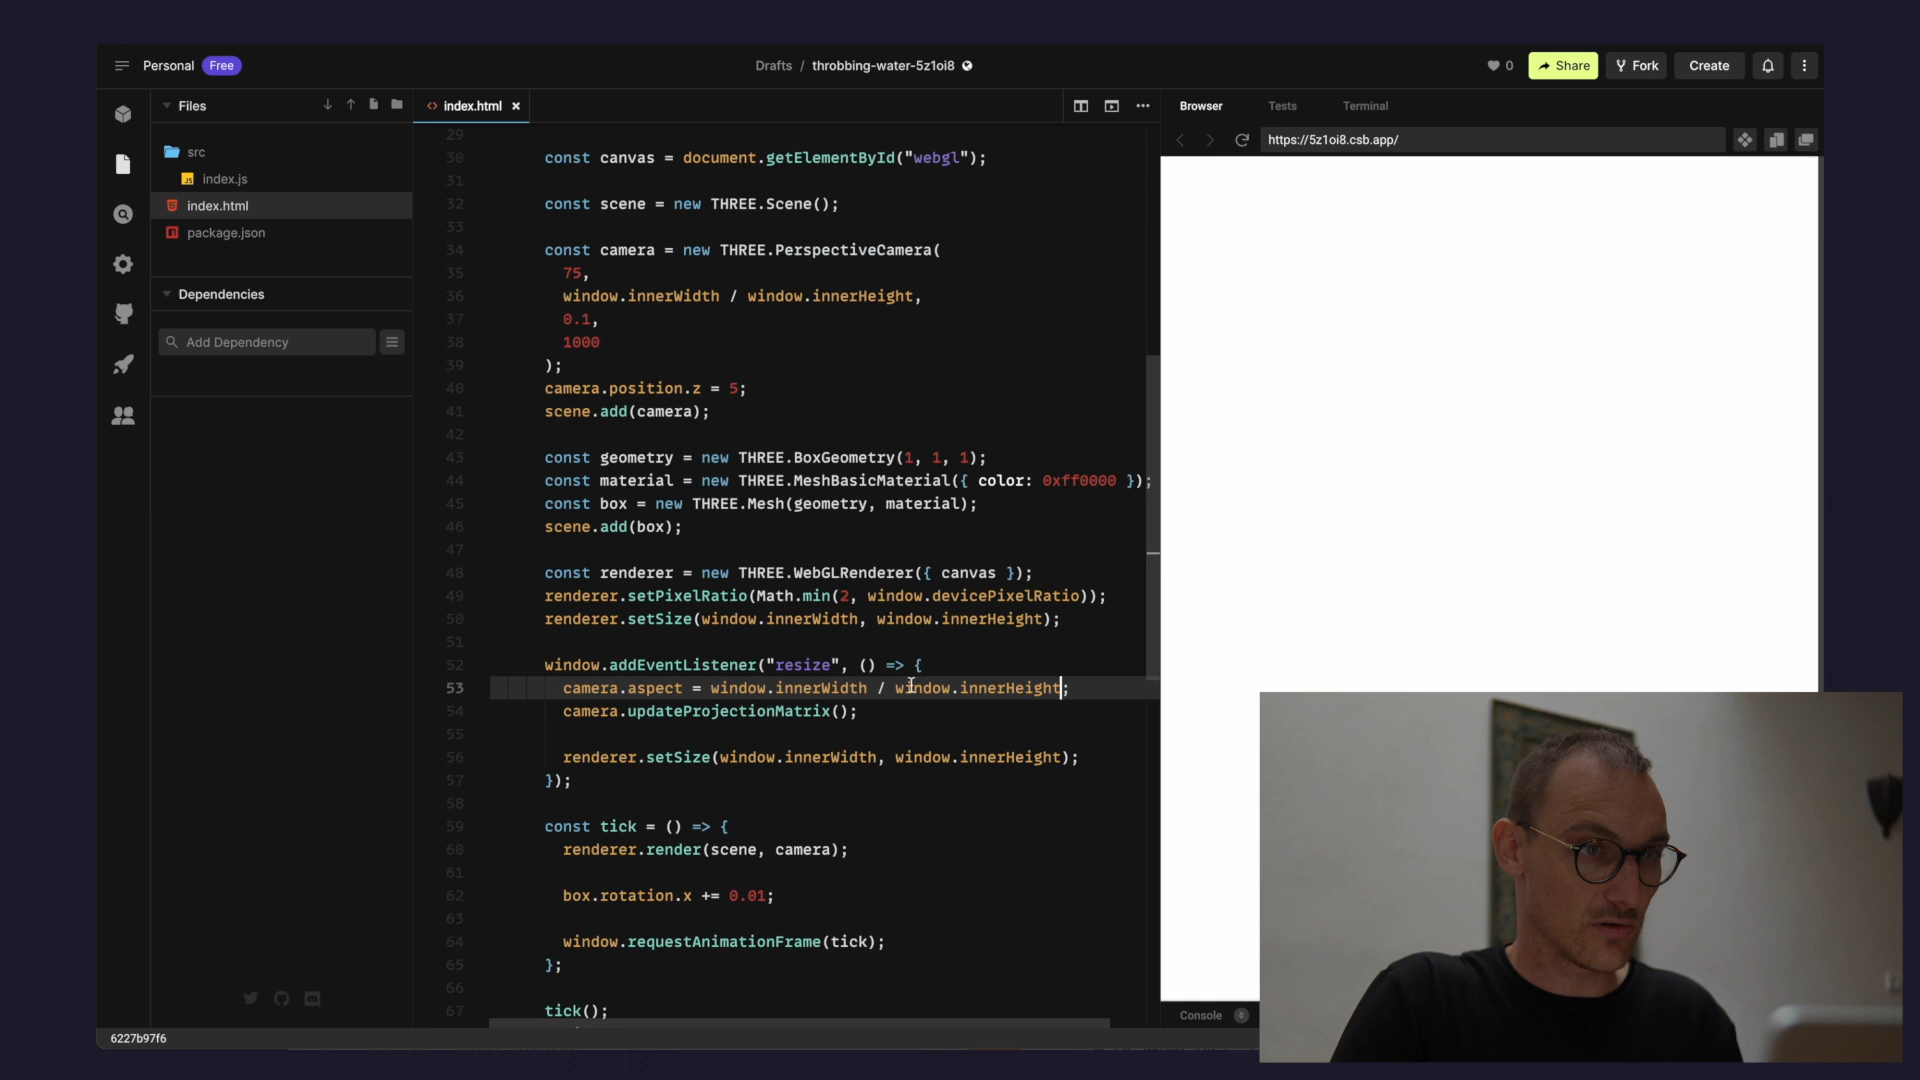 Personal Free
Drafts / throbbing-water-5z1oi8
0 Share Fork Create
Files
src
index.js
index.html
package.json
Dependencies
Add Dependency
6227b97f6
index.html
29
30 const canvas = document.getElementById("webgl");
31
32 const scene = new THREE.Scene();
33
34 const camera = new THREE.PerspectiveCamera(
35 75,
36 window.innerWidth / window.innerHeight,
37 0.1,
38 1000
39 );
40 camera.position.z = 5;
41 scene.add(camera);
42
43 const geometry = new THREE.BoxGeometry(1, 1, 1);
44 const material = new THREE.MeshBasicMaterial({ color: 0xff0000 });
45 const box = new THREE.Mesh(geometry, material);
46 scene.add(box);
47
48 const renderer = new THREE.WebGLRenderer({ canvas });
49 renderer.setPixelRatio(Math.min(2, window.devicePixelRatio));
50 renderer.setSize(window.innerWidth, window.innerHeight);
51
52 window.addEventListener("resize", () => {
53 camera.aspect = window.innerWidth / window.innerHeight;
54 camera.updateProjectionMatrix();
55
56 renderer.setSize(window.innerWidth, window.innerHeight);
57 });
58
59 const tick = () => {
60 renderer.render(scene, camera);
61
62 box.rotation.x += 0.01;
63
64 window.requestAnimationFrame(tick);
65 };
66
67 tick();
Browser Tests Terminal
https://5z1oi8.csb.app/
Console 0